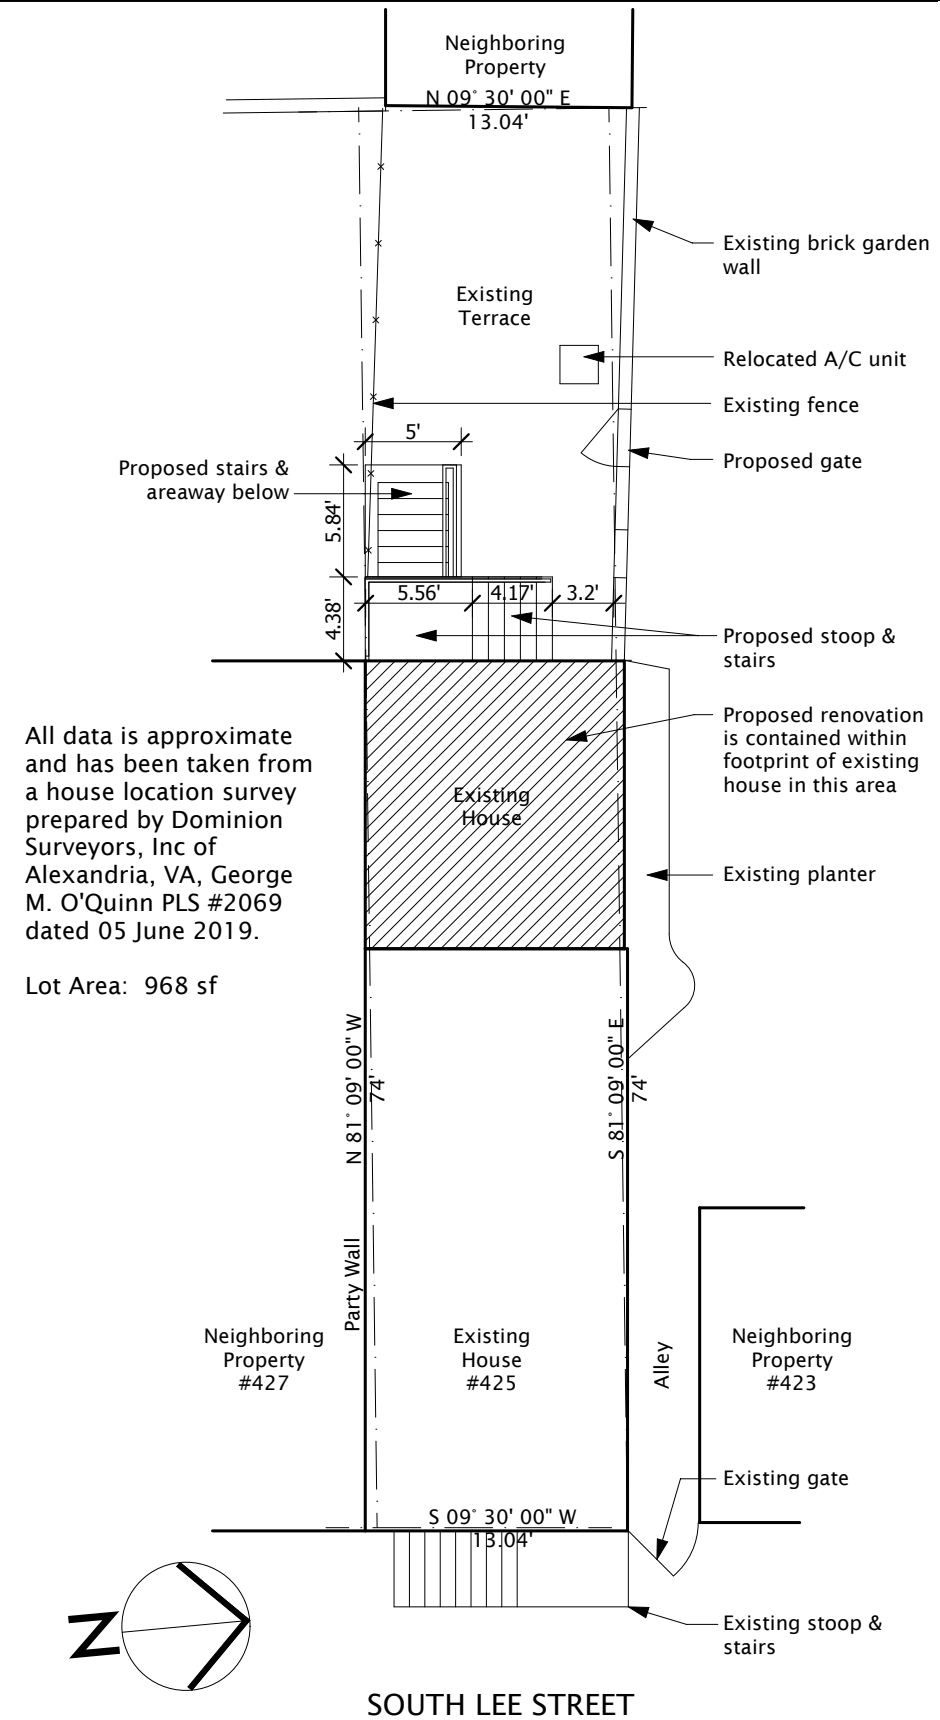 Neighboring
Property
N 09° 30' 00" E
13.04'
Existing brick garden
wall
Existing
Terrace
Relocated A/C unit
Existing fence
5'
Proposed gate
Proposed stairs &
areaway below
5.84'
4.38'
5.56'
4.17'
3.2'
Proposed stoop &
stairs
Proposed renovation
is contained within
footprint of existing
house in this area
All data is approximate
and has been taken from
a house location survey
prepared by Dominion
Surveyors, Inc of
Alexandria, VA, George
M. O'Quinn PLS #2069
dated 05 June 2019.
Lot Area: 968 sf
Existing
House
Existing planter
N 81° 09' 00" W
74'
S 81° 09' 00" E
74'
Party Wall
Neighboring
Property
#427
Existing
House
#425
Alley
Neighboring
Property
#423
Existing gate
S 09° 30' 00" W
13.04'
Existing stoop &
stairs
N
SOUTH LEE STREET